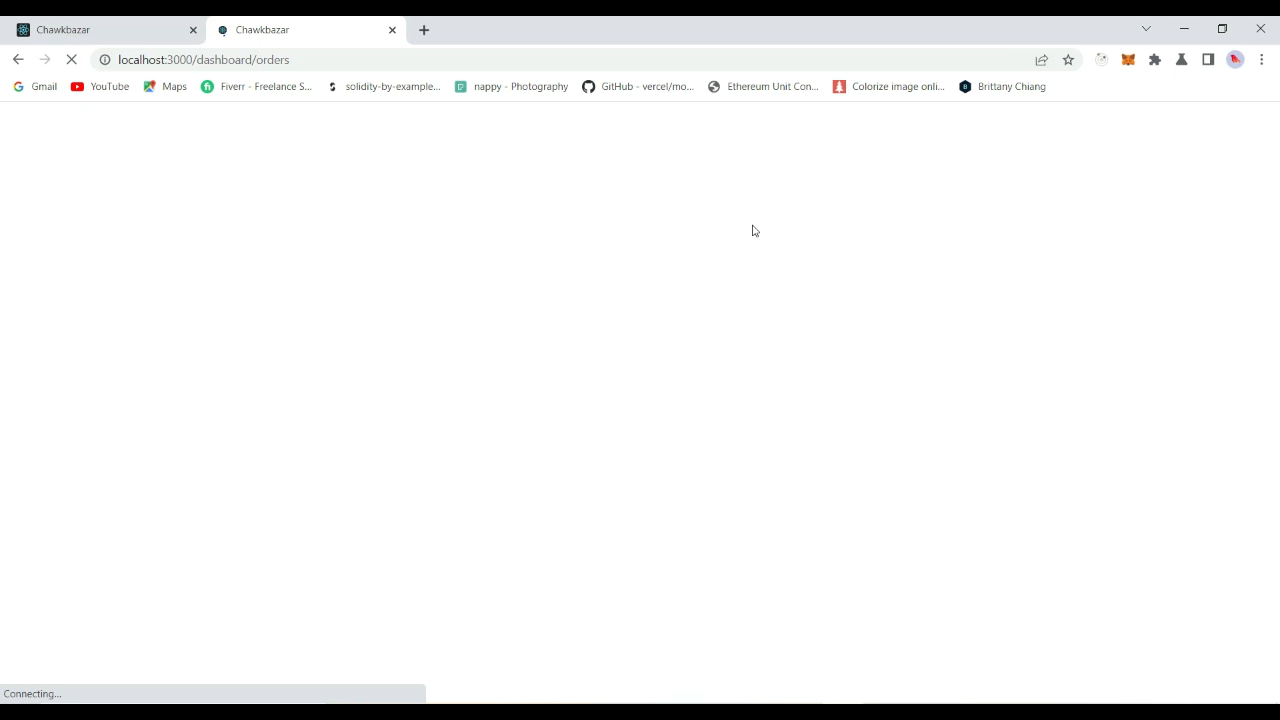 Chawkbazar
Chawkbazar
localhost:3000/dashboard/orders
Gmail
YouTube
Maps
Fiverr - Freelance S...
solidity-by-example...
nappy - Photography
GitHub - vercel/mo...
Ethereum Unit Con...
Colorize image onli...
Brittany Chiang
Connecting...